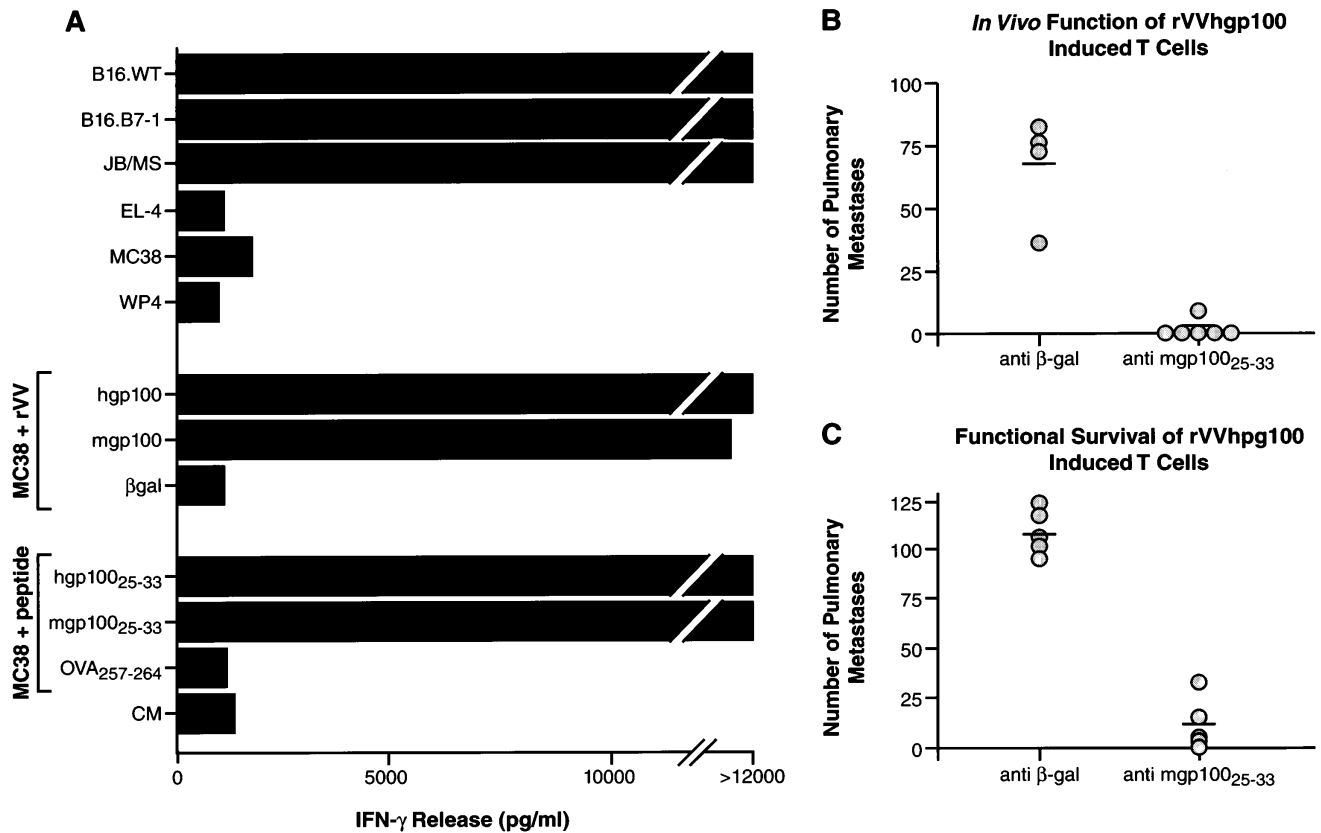 A
B16.WT
B16.B7-1
JB/MS
EL-4
MC38
WP4
MC38 + rVV
hgp100
mgp100
βgal
MC38 + peptide
hgp10025-33
mgp10025-33
OVA257-264
CM
0
5000
10000
>12000
IFN-γ Release (pg/ml)
B
In Vivo Function of rVVhgp100
Induced T Cells
Number of Pulmonary
Metastases
100
75
50
25
0
anti β-gal
anti mgp10025-33
C
Functional Survival of rVVhpg100
Induced T Cells
Number of Pulmonary
Metastases
125
100
75
50
25
0
anti β-gal
anti mgp10025-33